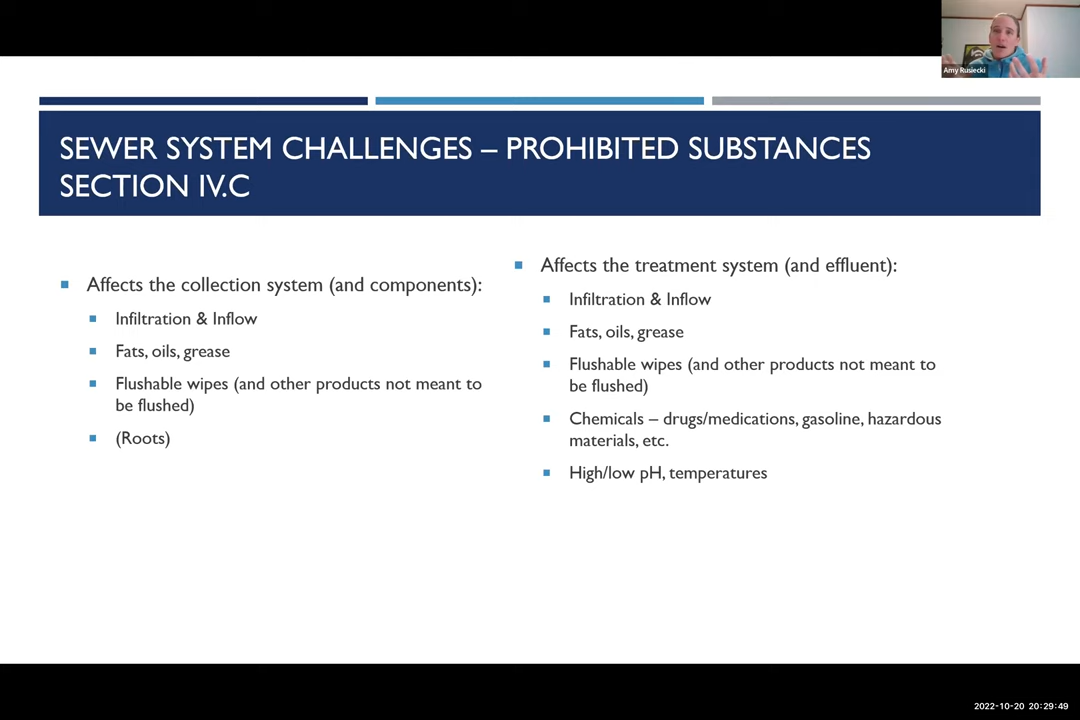 Amy Rusiecki
SEWER SYSTEM CHALLENGES – PROHIBITED SUBSTANCES
SECTION IV.C
Affects the collection system (and components):
Infiltration & Inflow
Fats, oils, grease
Flushable wipes (and other products not meant to
be flushed)
(Roots)
Affects the treatment system (and effluent):
Infiltration & Inflow
Fats, oils, grease
Flushable wipes (and other products not meant to
be flushed)
Chemicals – drugs/medications, gasoline, hazardous
materials, etc.
High/low pH, temperatures
2022-10-20 20:29:49